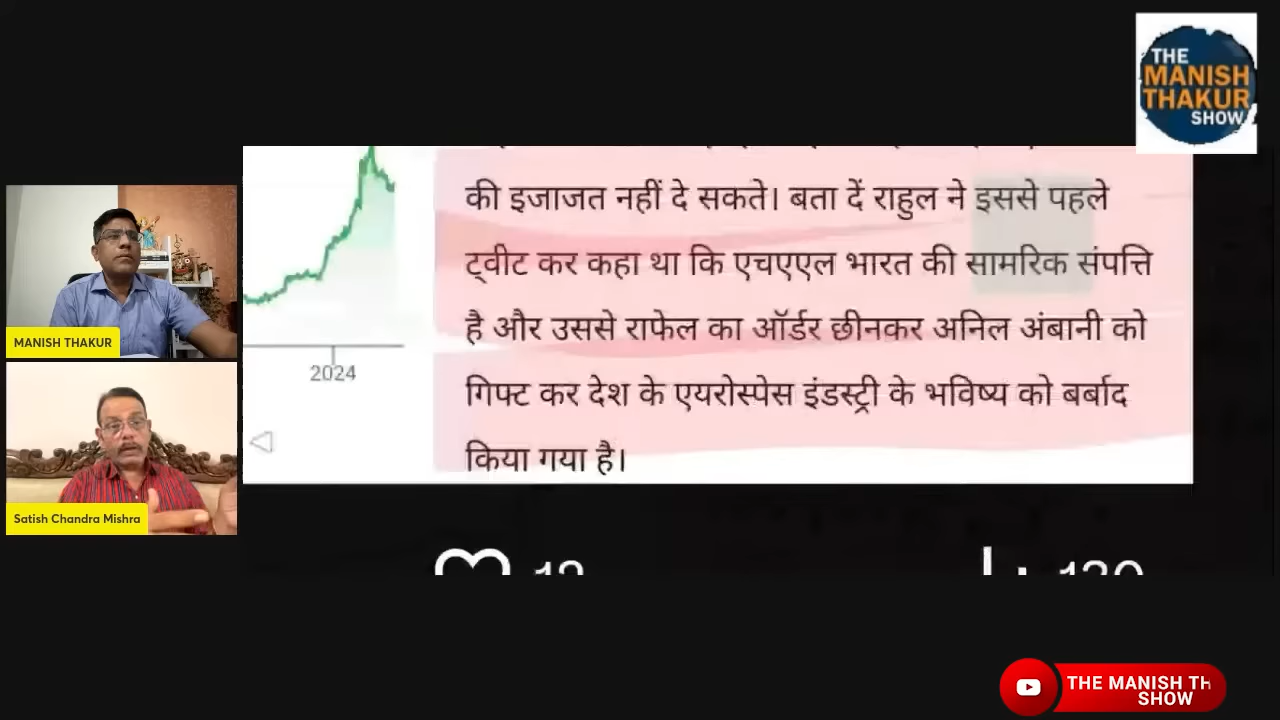 THE
MANISH
THAKUR
SHOW
की इजाजत नहीं दे सकते। बता दें राहुल ने इससे पहले
ट्वीट कर कहा था कि एचएएल भारत की सामरिक संपत्ति
है और उससे राफेल का ऑर्डर छीनकर अनिल अंबानी को
गिफ्ट कर देश के एयरोस्पेस इंडस्ट्री के भविष्य को बर्बाद
किया गया है।
2024
MANISH THAKUR
Satish Chandra Mishra
THE MANISH TH
SHOW